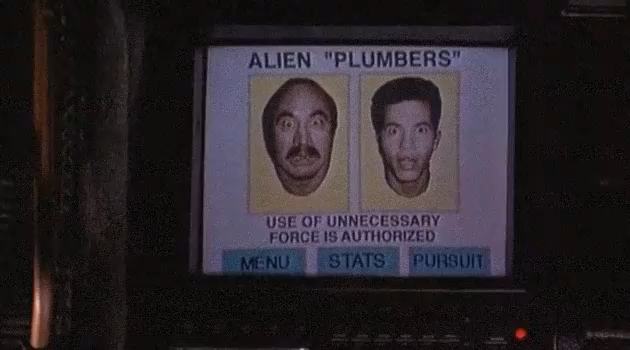 ALIEN "PLUMBERS"
USE OF UNNECESSARY
FORCE IS AUTHORIZED
MENU STATS PURSUIT